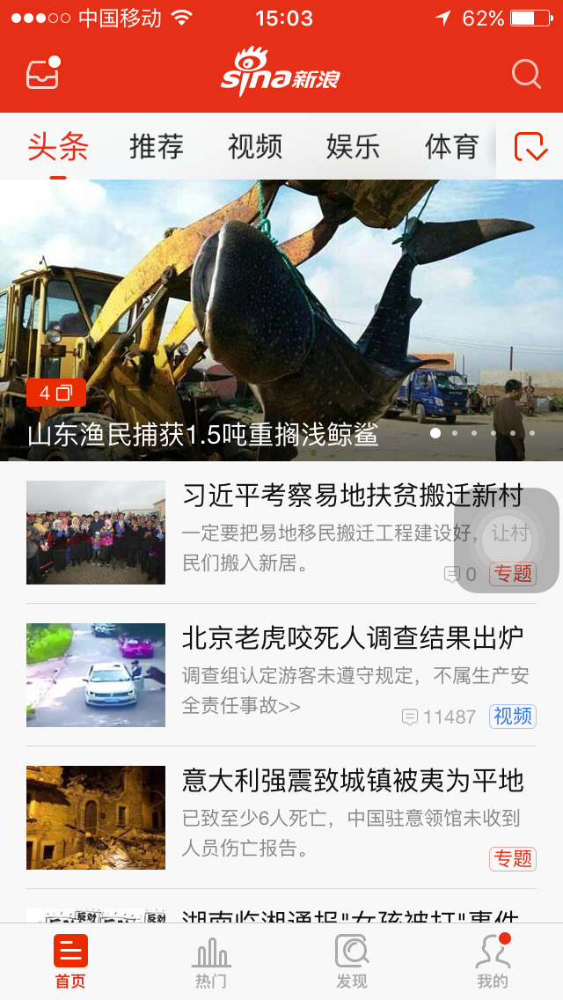 中国移动 15:03 62%
sina新浪
头条 推荐 视频 娱乐 体育
4
山东渔民捕获1.5吨重搁浅鲸鲨
习近平考察易地扶贫搬迁新村
一定要把易地移民搬迁工程建设好，让村
民们搬入新居。
0 专题
北京老虎咬死人调查结果出炉
调查组认定游客未遵守规定，不属生产安
全责任事故>>
11487 视频
意大利强震致城镇被夷为平地
已致至少6人死亡，中国驻意领馆未收到
人员伤亡报告。
专题
反对 反对
湖南临湘通报"女孩被打"事件
首页 热门 发现 我的